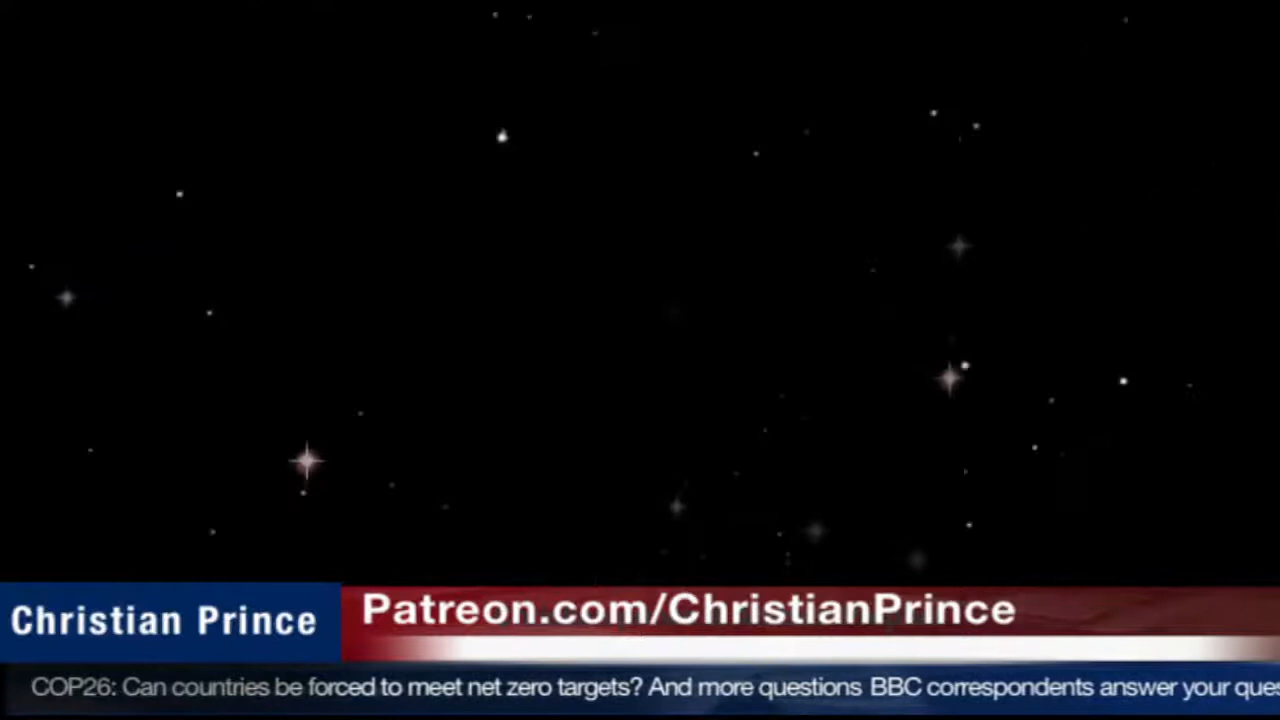 Christian Prince
Patreon.com/ChristianPrince
COP26: Can countries be forced to meet net zero targets? And more questions BBC correspondents answer your ques